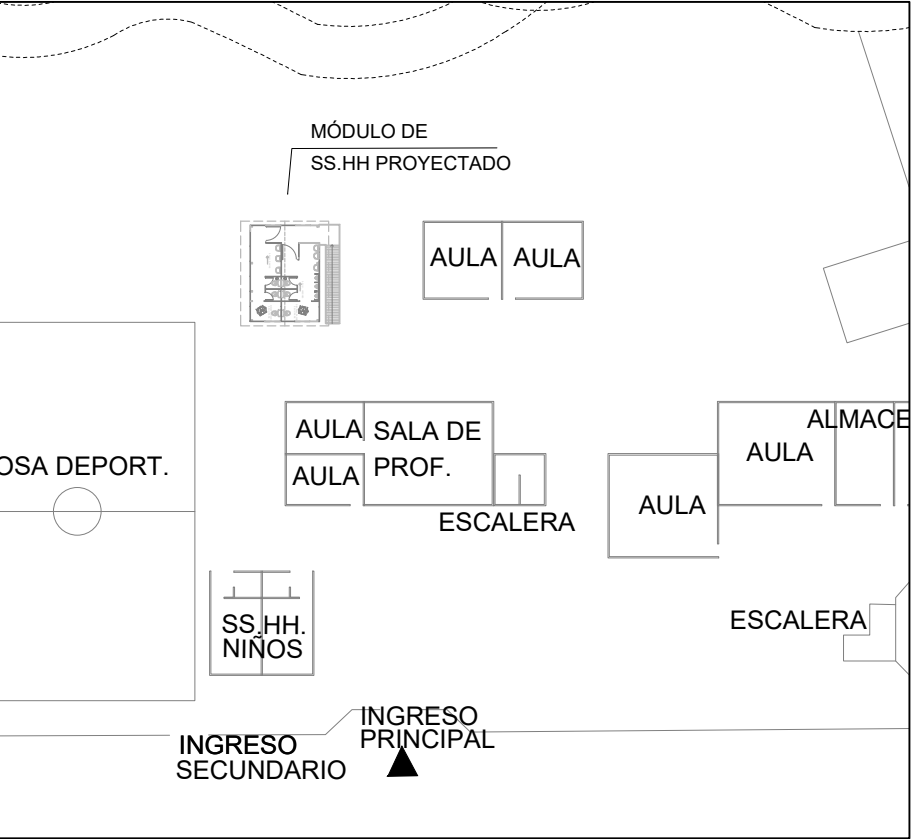 MÓDULO DE
SS.HH PROYECTADO
AULA
AULA
AULA
SALA DE
PROF.
AULA
ESCALERA
OSA DEPORT.
AULA
AULA
ALMACE
SS.HH.
NIÑOS
ESCALERA
INGRESO
PRINCIPAL
INGRESO
SECUNDARIO